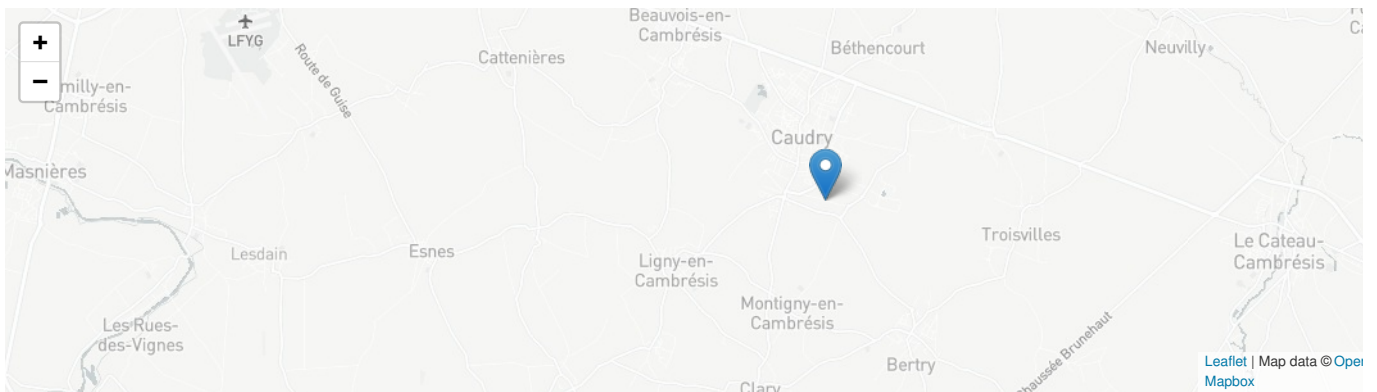 +
−
LFYG
Route de Guise
milly-en-
Cambrésis
Cattenières
Beauvois-en-
Cambrésis
Béthencourt
Neuvilly
Caudry
Masnières
Lesdain
Esnes
Ligny-en-
Cambrésis
Troisvilles
Le Cateau-
Cambrésis
Montigny-en-
Cambrésis
Les Rues-
des-Vignes
Bertry
Chaussée Brunehaut
Clary
Leaflet | Map data © Open
Mapbox